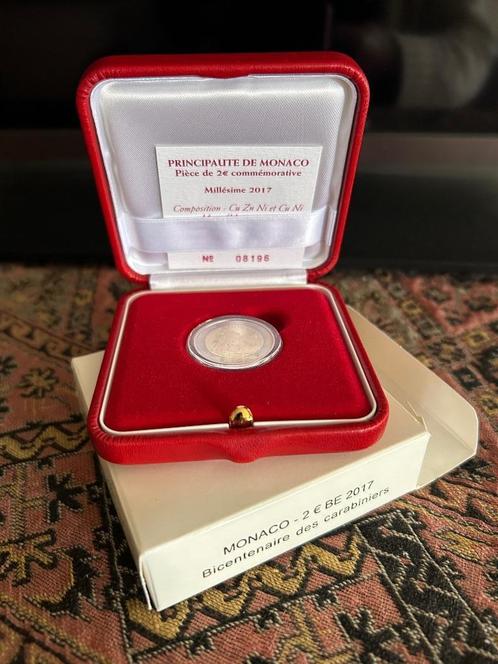 PRINCIPAUTE DE MONACO
Pièce de 2€ commémorative
Millésime 2017
Composition : Cu Zn Ni et Cu Ni
№ 08196
MONACO - 2 € BE 2017
Bicentenaire des carabiniers